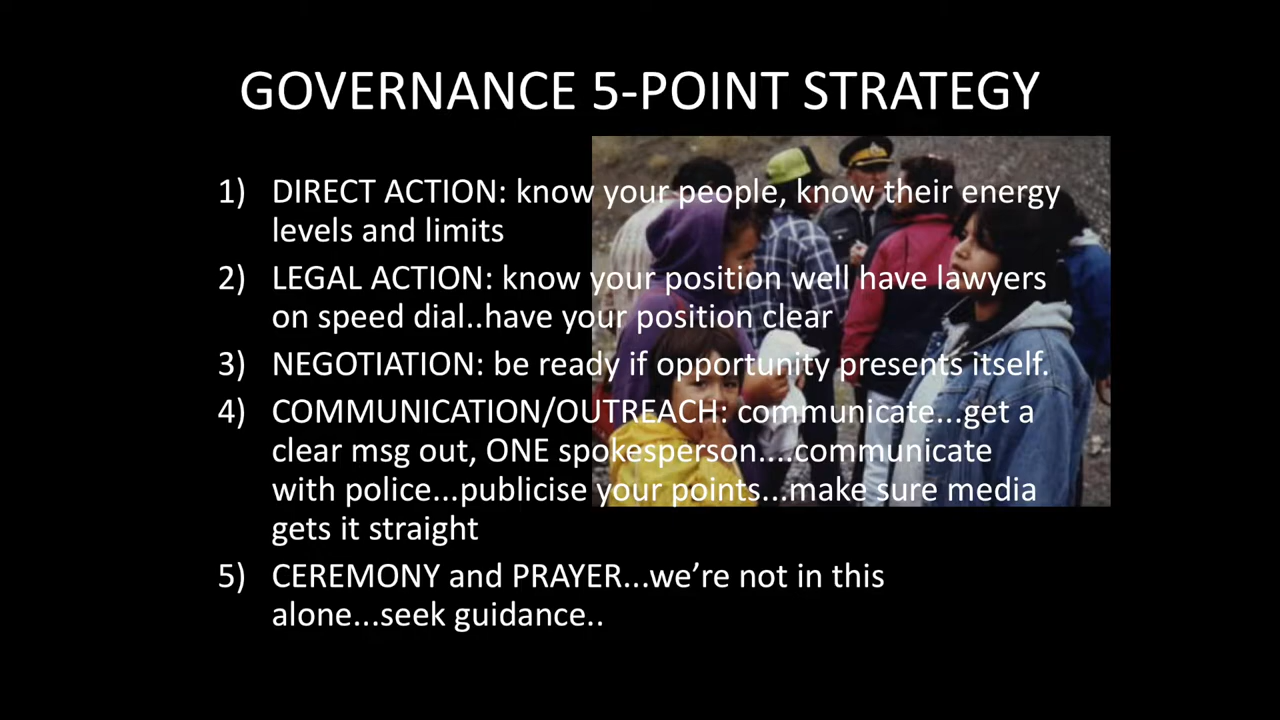 GOVERNANCE 5-POINT STRATEGY
1) DIRECT ACTION: know your people, know their energy
levels and limits
2) LEGAL ACTION: know your position well have lawyers
on speed dial..have your position clear
3) NEGOTIATION: be ready if opportunity presents itself.
4) COMMUNICATION/OUTREACH: communicate...get a
clear msg out, ONE spokesperson....communicate
with police...publicise your points...make sure media
gets it straight
5) CEREMONY and PRAYER...we’re not in this
alone...seek guidance..